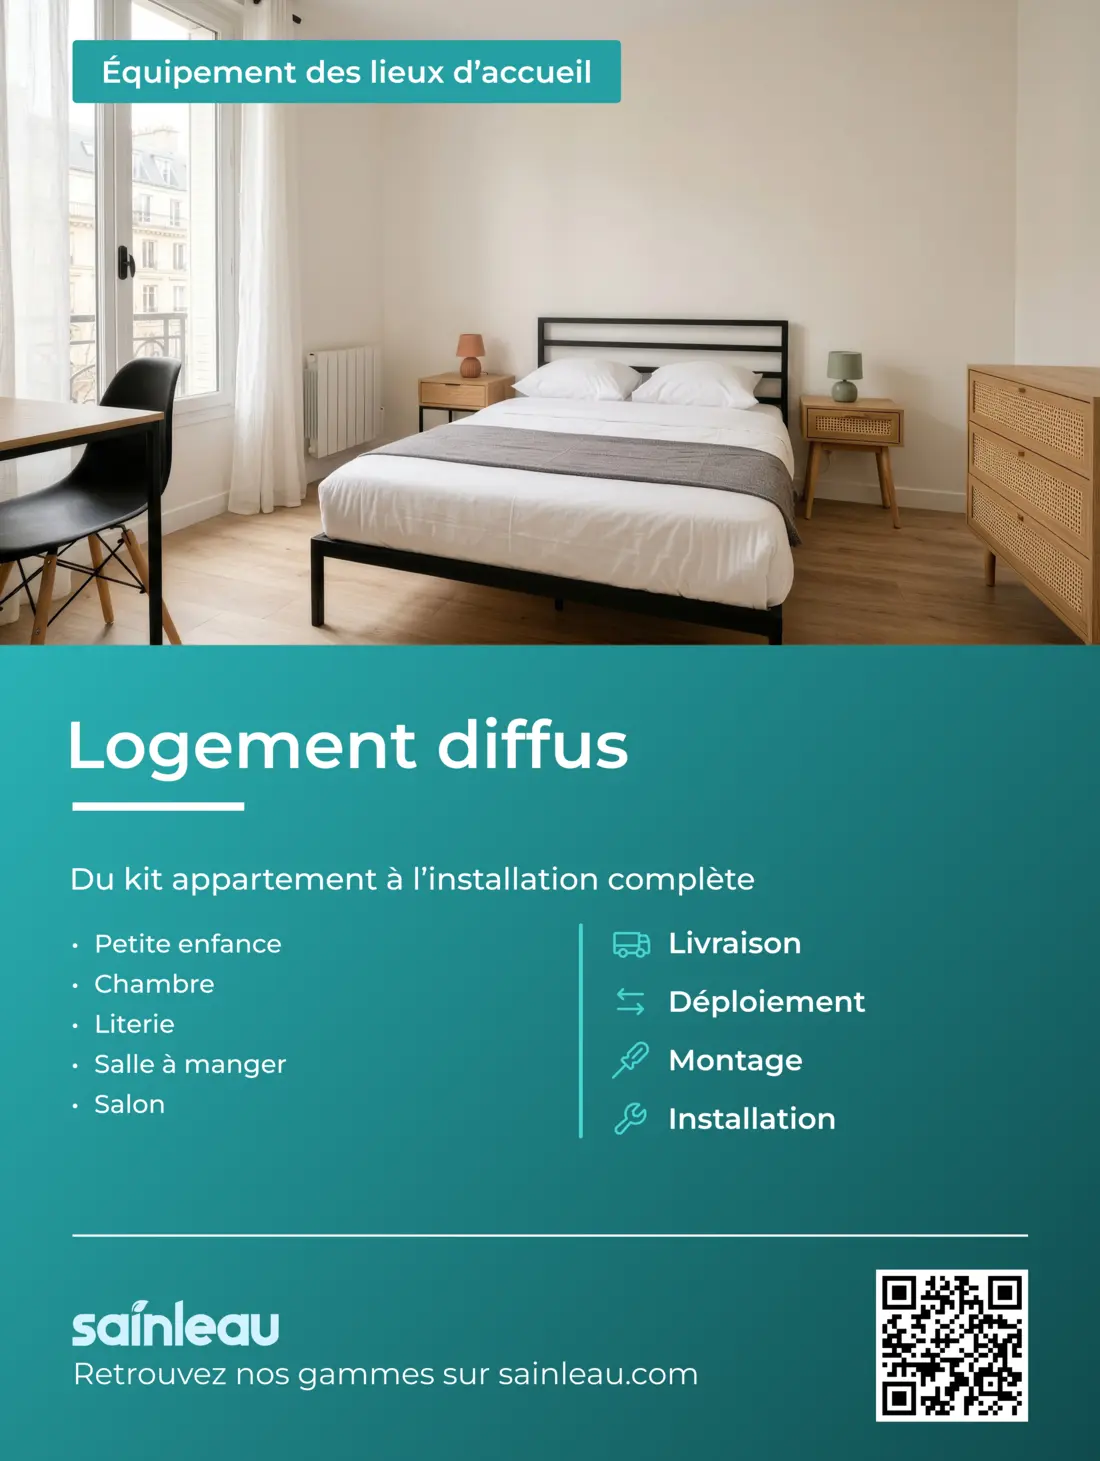 Équipement des lieux d’accueil
Logement diffus
Du kit appartement à l’installation complète
• Petite enfance
• Chambre
• Literie
• Salle à manger
• Salon
Livraison
Déploiement
Montage
Installation
sainleau
Retrouvez nos gammes sur sainleau.com